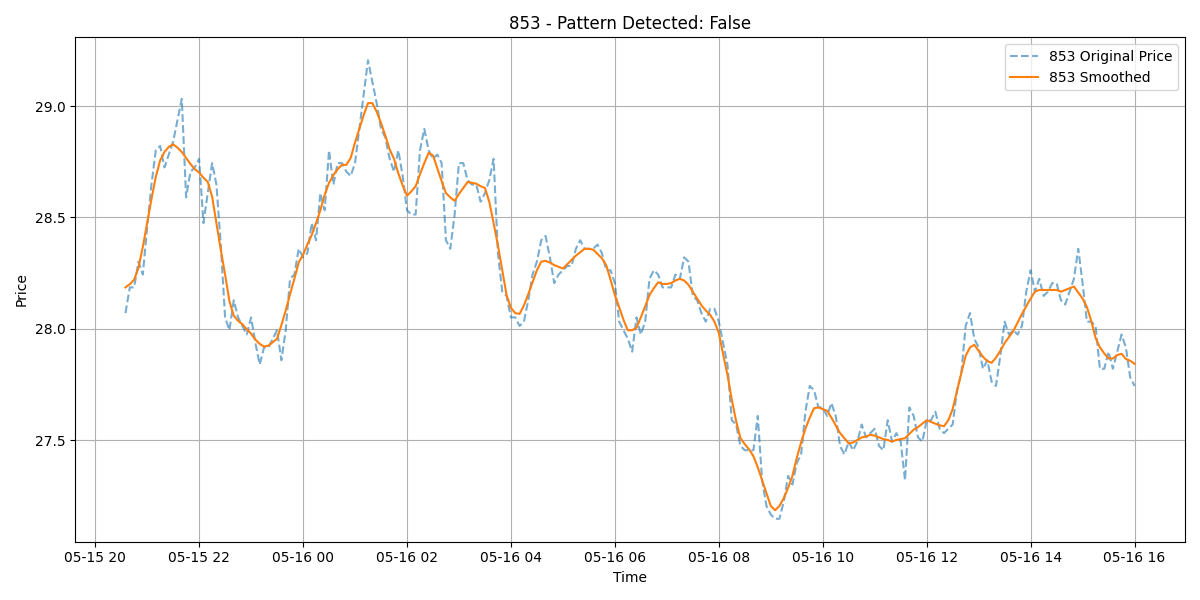 853 - Pattern Detected: False
853 Original Price
853 Smoothed
Price
29.0
28.5
28.0
27.5
05-15 20 05-15 22 05-16 00 05-16 02 05-16 04 05-16 06 05-16 08 05-16 10 05-16 12 05-16 14 05-16 16
Time